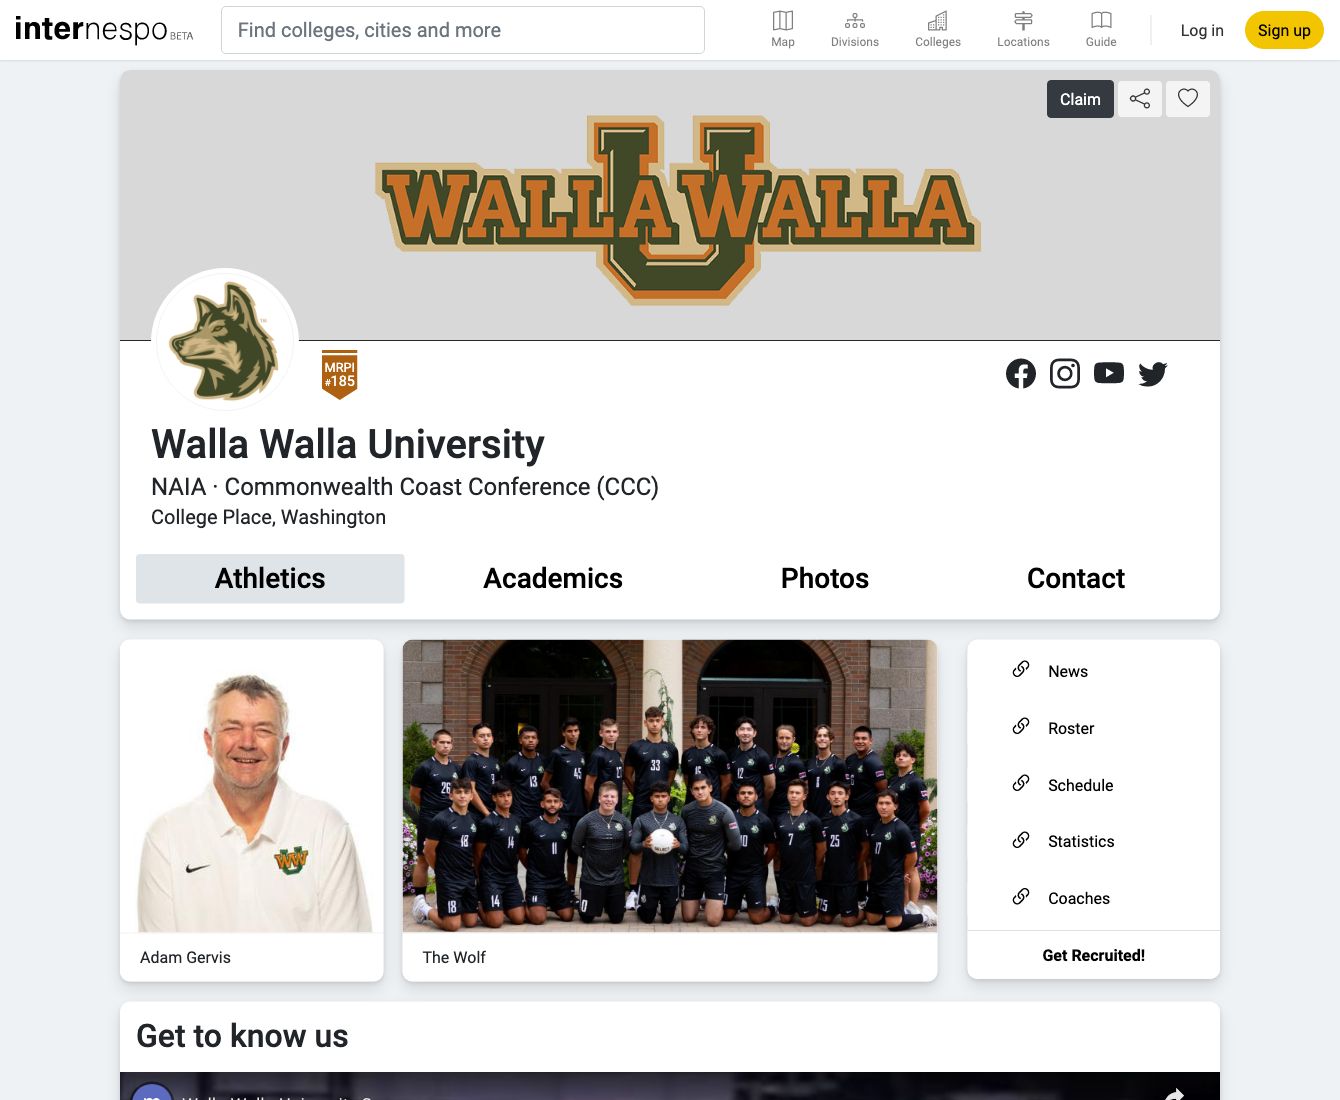 internespo BETA
Find colleges, cities and more
Map
Divisions
Colleges
Locations
Guide
Log in
Sign up
Claim
WALLA WALLA
U
MRPI
#185
Walla Walla University
NAIA · Commonwealth Coast Conference (CCC)
College Place, Washington
Athletics
Academics
Photos
Contact
Adam Gervis
The Wolf
News
Roster
Schedule
Statistics
Coaches
Get Recruited!
Get to know us